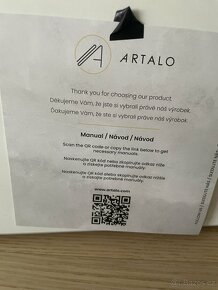 ARTALO
Thank you for choosing our product.
Děkujeme Vám, že jste si vybrali právě náš výrobek.
Ďakujeme Vám, že ste si vybrali právě náš výrobok.
Manual / Návod / Návod
Scan the QR code or copy the link below to get
necessary manuals.
Naskenujte QR kód nebo zkopírujte odkaz níže
a získejte potřebné manuály.
Naskenujte QR kód alebo skopírujte odkaz nižšie
a získajte potrebné manuály.
www.artalo.com